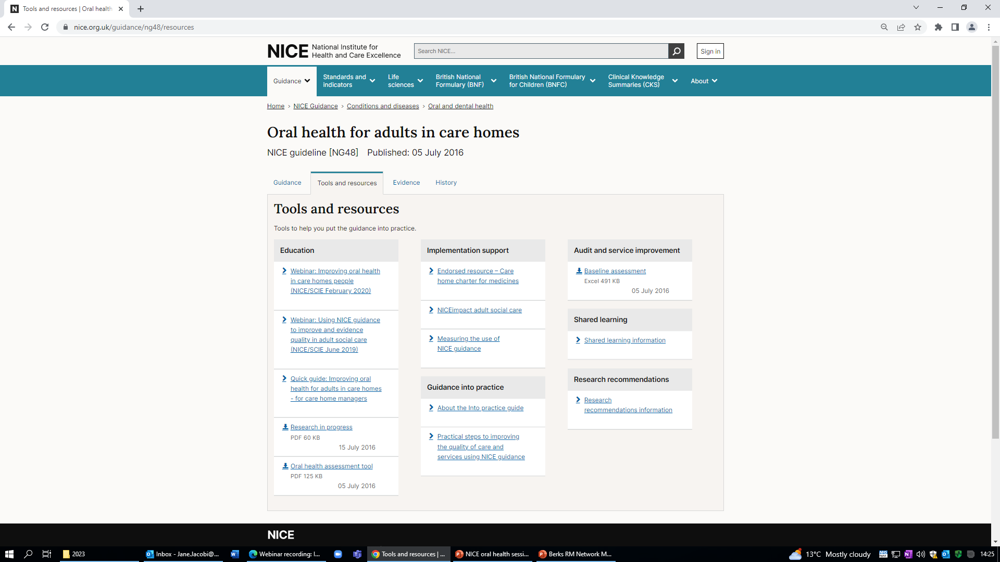 Tools and resources | Oral health
nice.org.uk/guidance/ng48/resources
NICE National Institute for
Health and Care Excellence
Search NICE...
Sign in
Guidance
Standards and
indicators
Life
sciences
British National
Formulary (BNF)
British National Formulary
for Children (BNFC)
Clinical Knowledge
Summaries (CKS)
About
Home > NICE Guidance > Conditions and diseases > Oral and dental health
Oral health for adults in care homes
NICE guideline [NG48] Published: 05 July 2016
Guidance Tools and resources Evidence History
Tools and resources
Tools to help you put the guidance into practice.
Education
Webinar: Improving oral health
in care homes people
(NICE/SCIE February 2020)
Webinar: Using NICE guidance
to improve and evidence
quality in adult social care
(NICE/SCIE June 2019)
Quick guide: Improving oral
health for adults in care homes
- for care home managers
Research in progress
PDF 60 KB
15 July 2016
Oral health assessment tool
PDF 125 KB
05 July 2016
Implementation support
Endorsed resource – Care
home charter for medicines
NICEimpact adult social care
Measuring the use of
NICE guidance
Guidance into practice
About the Into practice guide
Practical steps to improving
the quality of care and
services using NICE guidance
Audit and service improvement
Baseline assessment
Excel 491 KB
05 July 2016
Shared learning
Shared learning information
Research recommendations
Research
recommendations information
NICE
2023
Inbox - JaneJacobi@...
Webinar recording: I...
Tools and resources | ...
NICE oral health sessi...
Berks RM Network M...
13°C Mostly cloudy
14:25